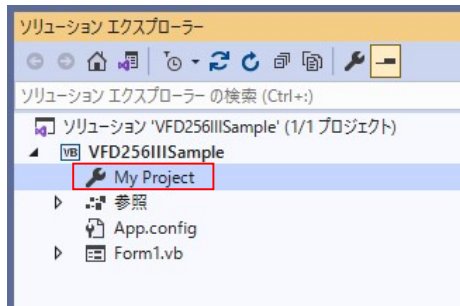 ソリューション エクスプローラー
ソリューション エクスプローラー の検索 (Ctrl+:)
ソリューション 'VFD256IIISample' (1/1 プロジェクト)
VB VFD256IIISample
My Project
参照
App.config
Form1.vb